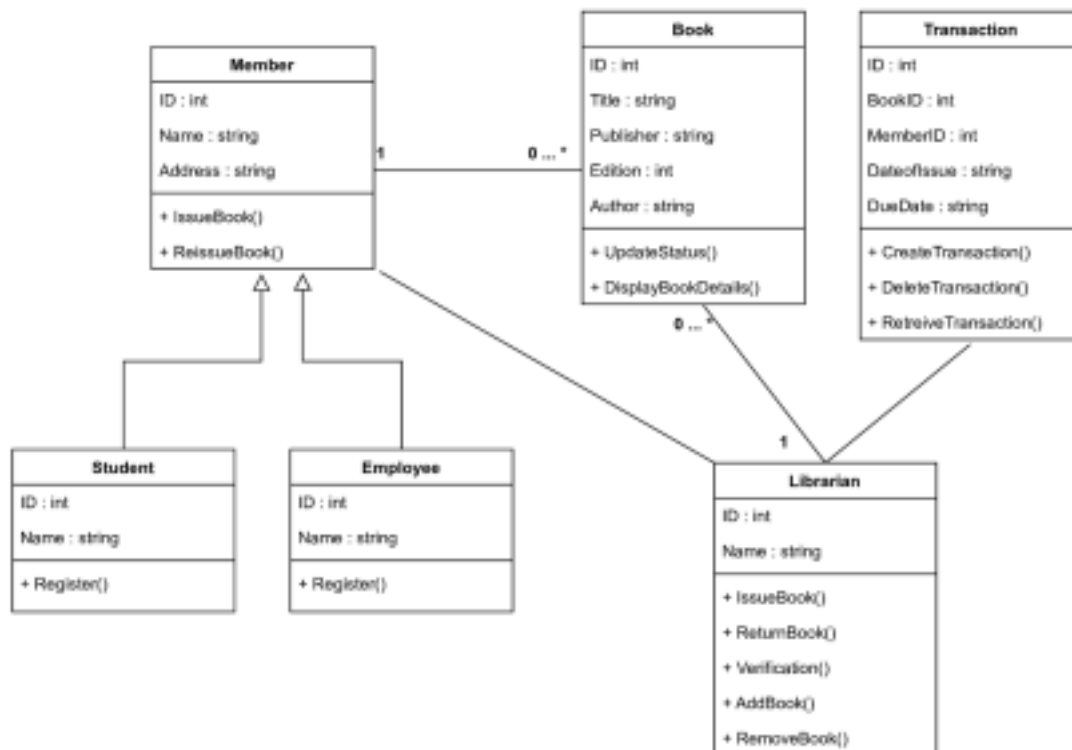 Member
ID : int
Name : string
Address : string
+ IssueBook()
+ ReissueBook()
1
0 ... *
Book
ID : int
Title : string
Publisher : string
Edition : int
Author : string
+ UpdateStatus()
+ DisplayBookDetails()
0 ... *
1
Transaction
ID : int
BookID : int
MemberID : int
DateofIssue : string
DueDate : string
+ CreateTransaction()
+ DeleteTransaction()
+ RetreiveTransaction()
Student
ID : int
Name : string
+ Register()
Employee
ID : int
Name : string
+ Register()
Librarian
ID : int
Name : string
+ IssueBook()
+ ReturnBook()
+ Verification()
+ AddBook()
+ RemoveBook()